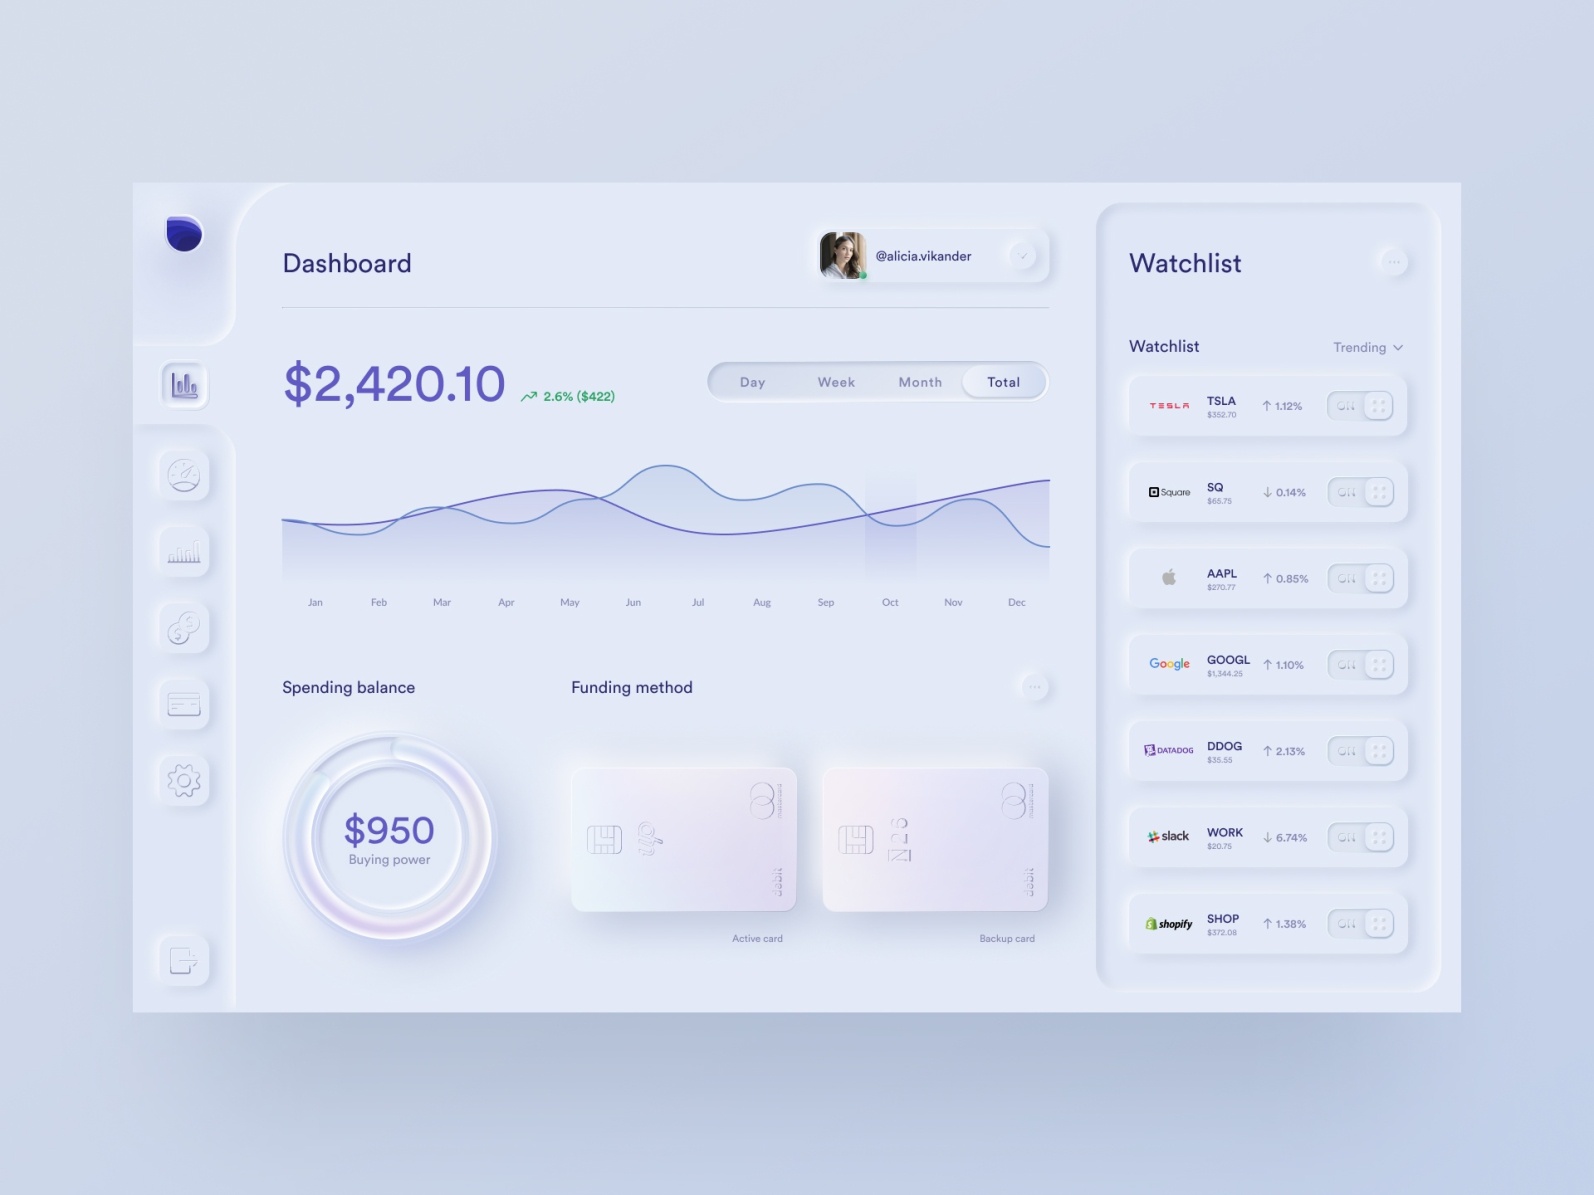 Dashboard
@alicia.vikander
$2,420.10
2.6% ($422)
Day Week Month Total
Jan Feb Mar Apr May Jun Jul Aug Sep Oct Nov Dec
Spending balance
$950
Buying power
Funding method
up
mastercard
debit
Active card
N26
mastercard
debit
Backup card
Watchlist
Watchlist
Trending
TESLA TSLA 1.12% ON
$352.70
Square SQ 0.14% ON
$65.75
AAPL 0.85% ON
$270.77
Google GOOGL 1.10% ON
$1,344.25
DATADOG DDOG 2.13% ON
$35.55
slack WORK 6.74% ON
$20.75
shopify SHOP 1.38% ON
$372.08